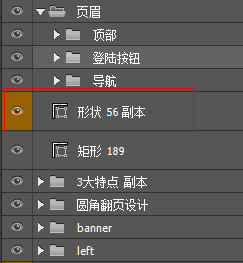 页眉
顶部
登陆按钮
导航
形状 56 副本
矩形 189
3大特点 副本
圆角翻页设计
banner
left